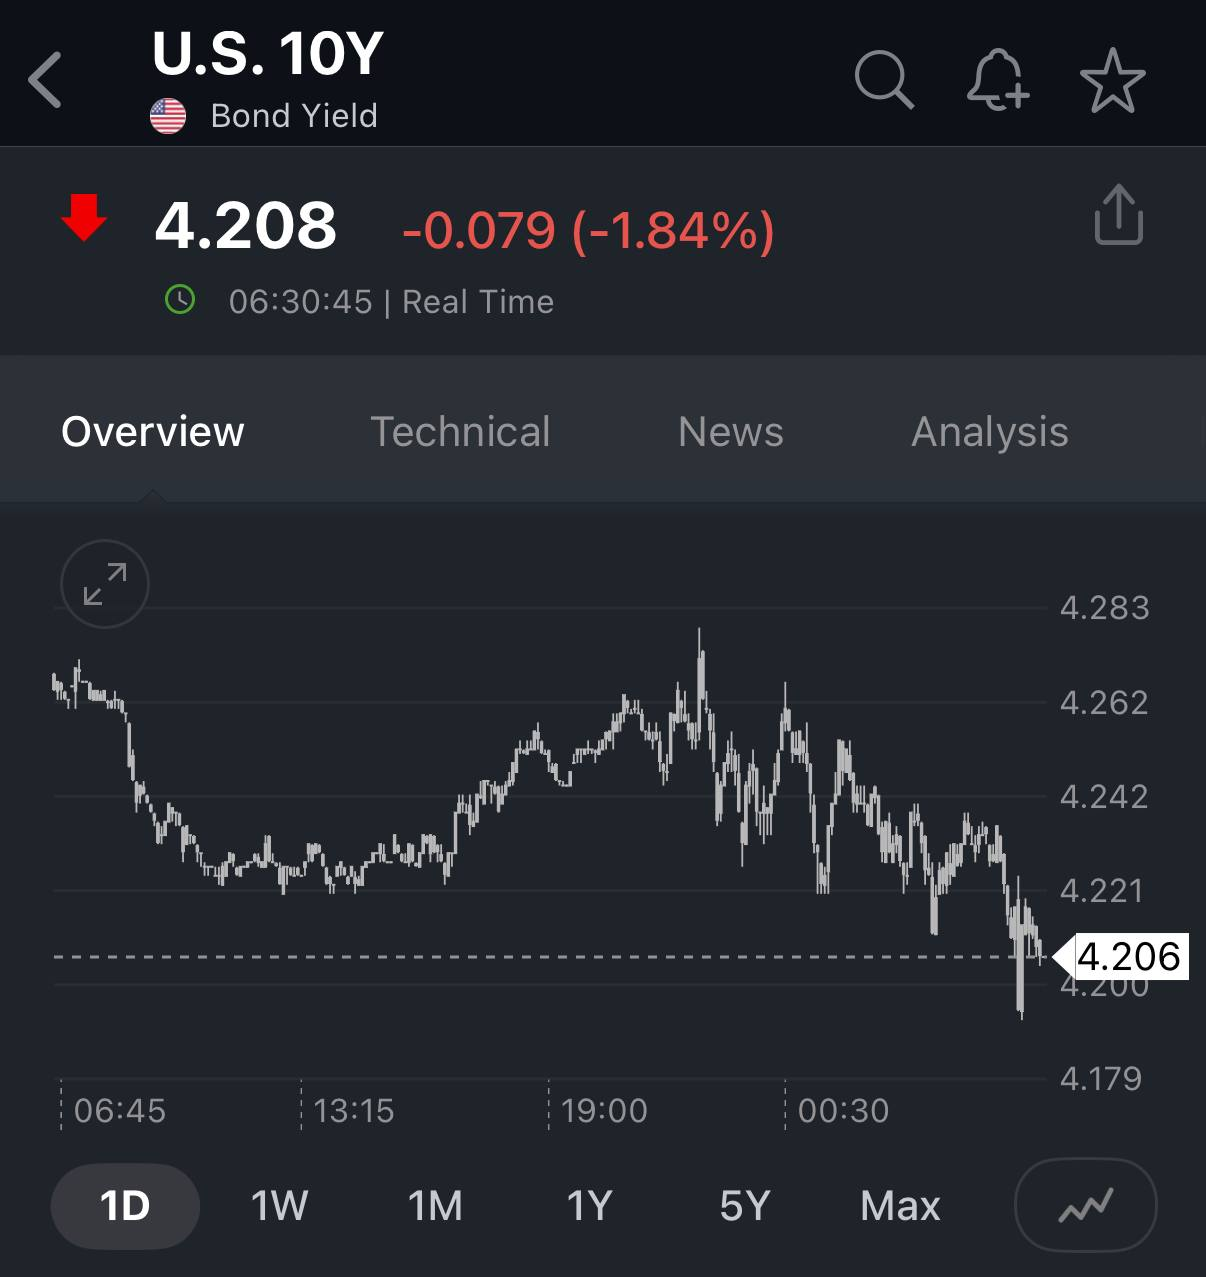 U.S. 10Y
Bond Yield
4.208 -0.079 (-1.84%)
06:30:45 | Real Time
Overview Technical News Analysis
4.283
4.262
4.242
4.221
4.206
4.200
4.179
06:45 13:15 19:00 00:30
1D 1W 1M 1Y 5Y Max